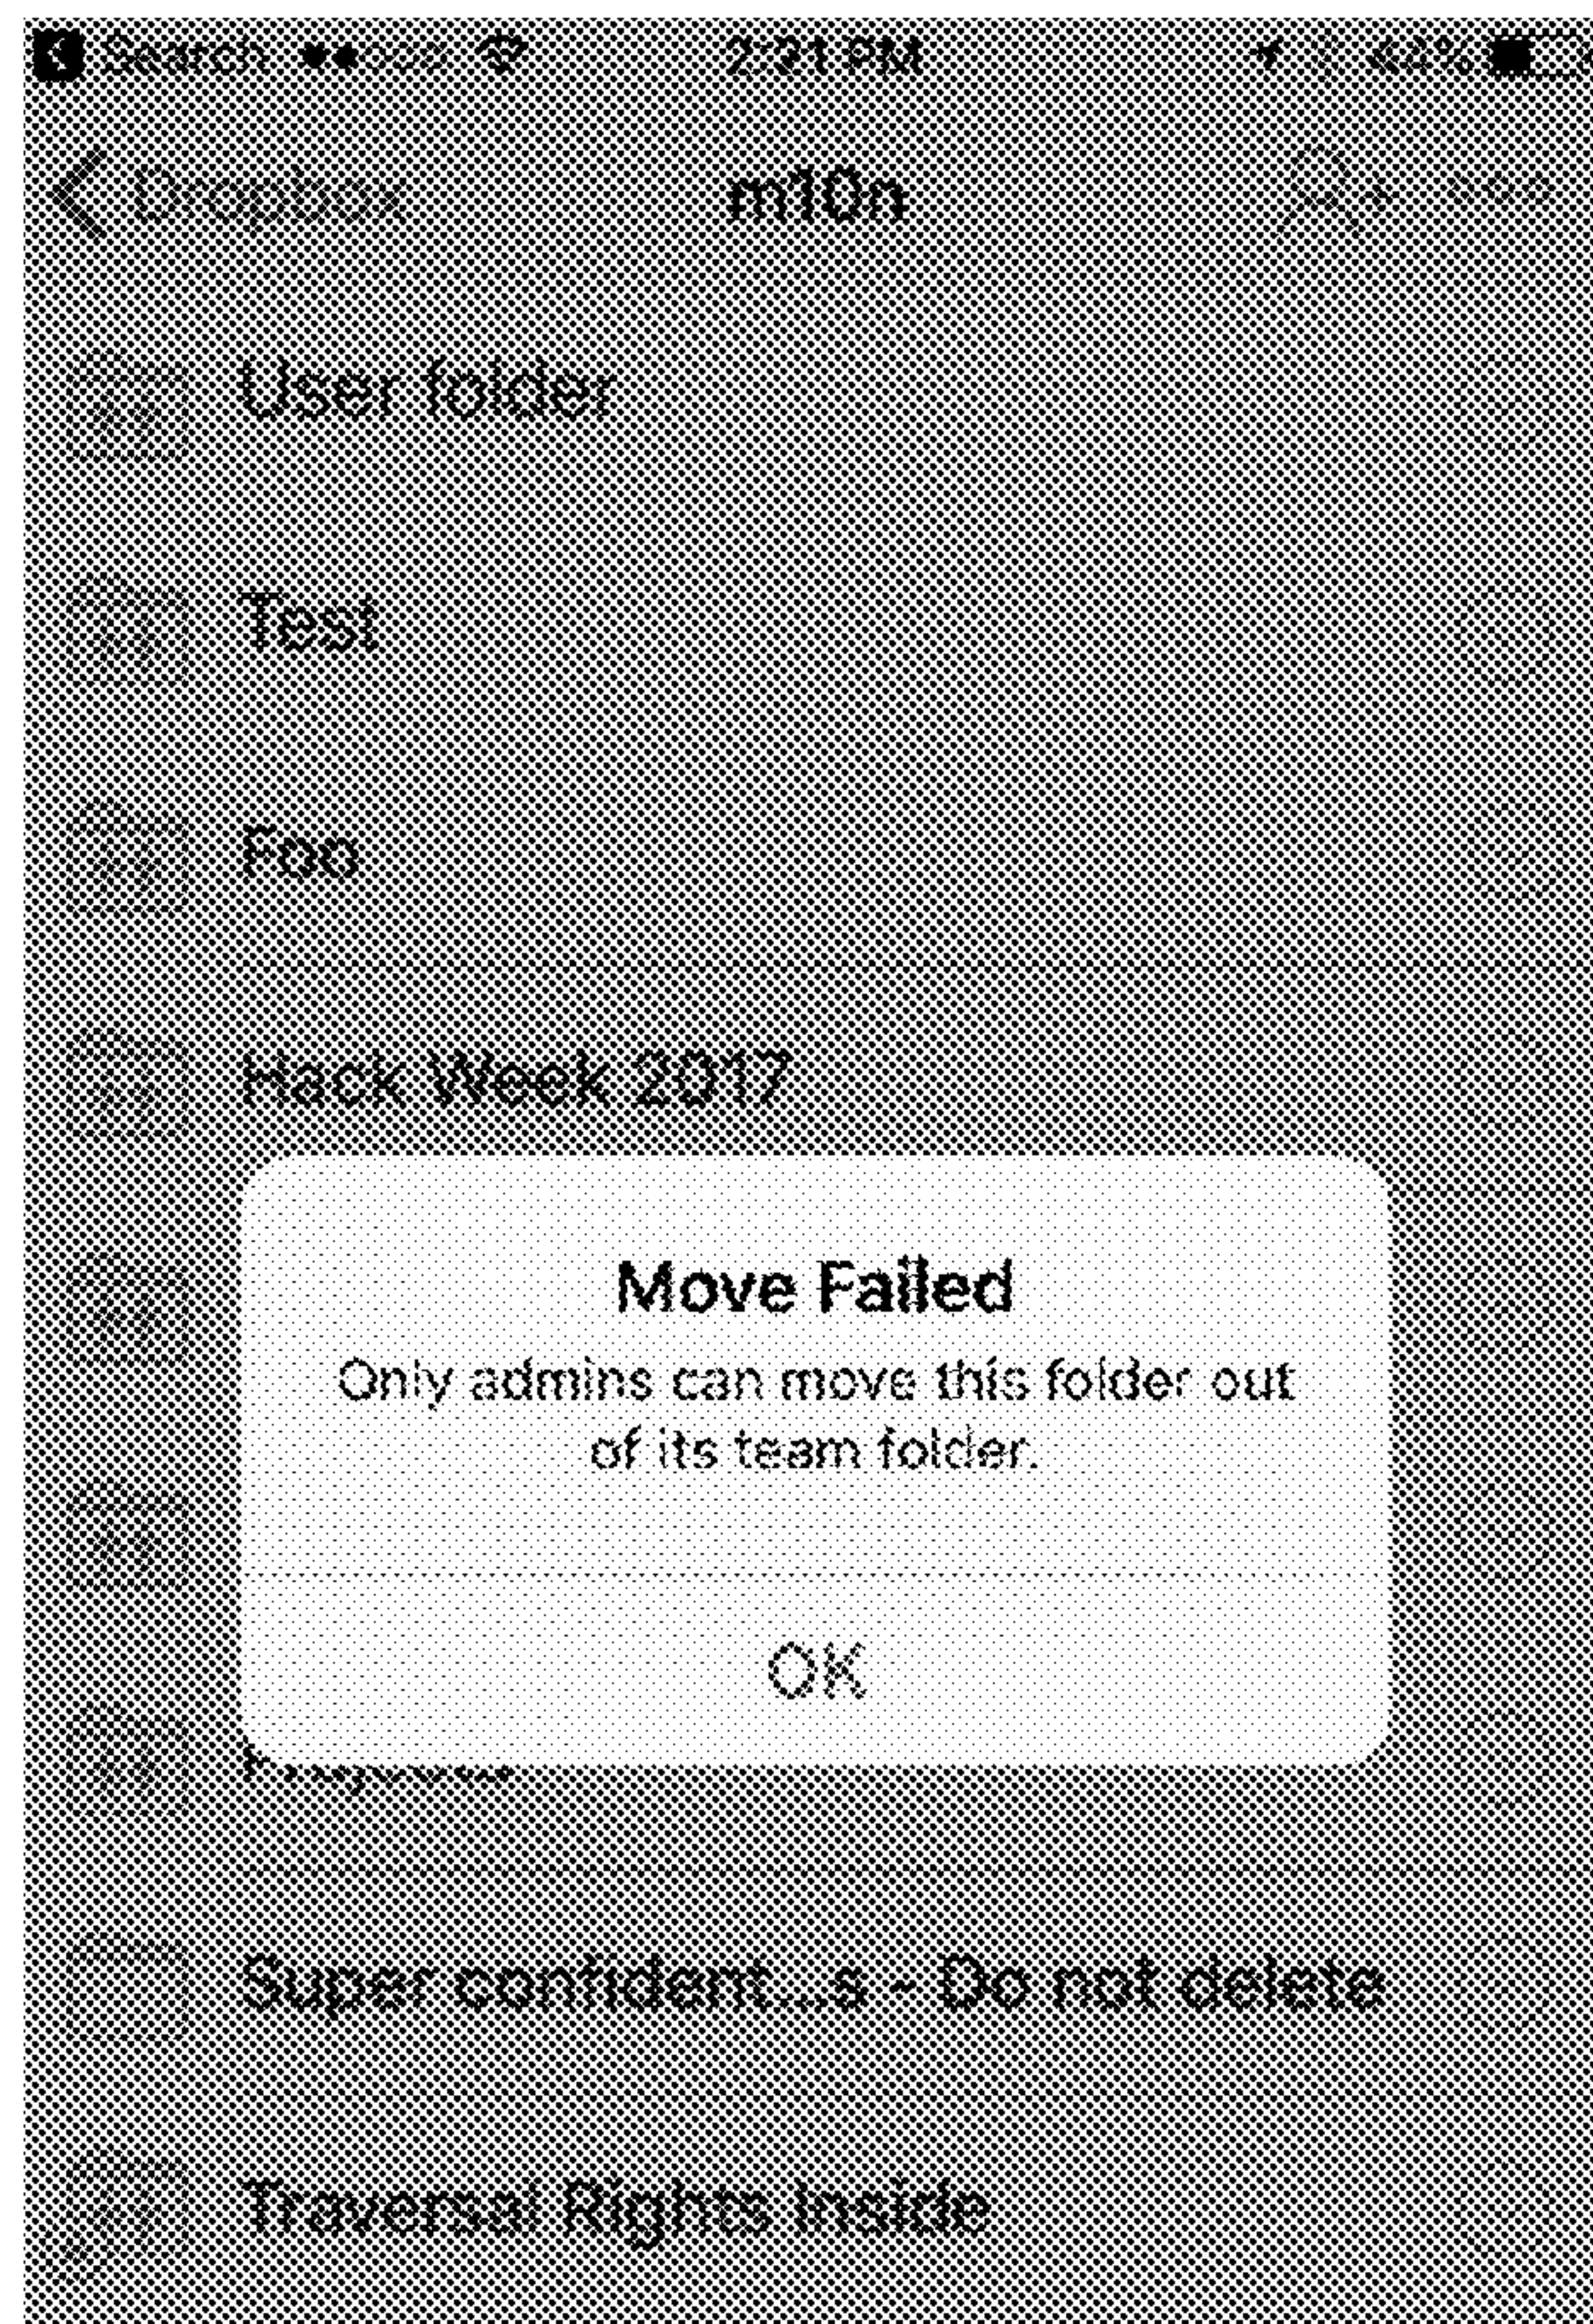 Search 2:21 PM 44%
Dropbox m10n
User folder
Test
Foo
Hack Week 2017
Move Failed
Only admins can move this folder out
of its team folder.
OK
Super confident...s - Do not delete
Traversal Rights Inside